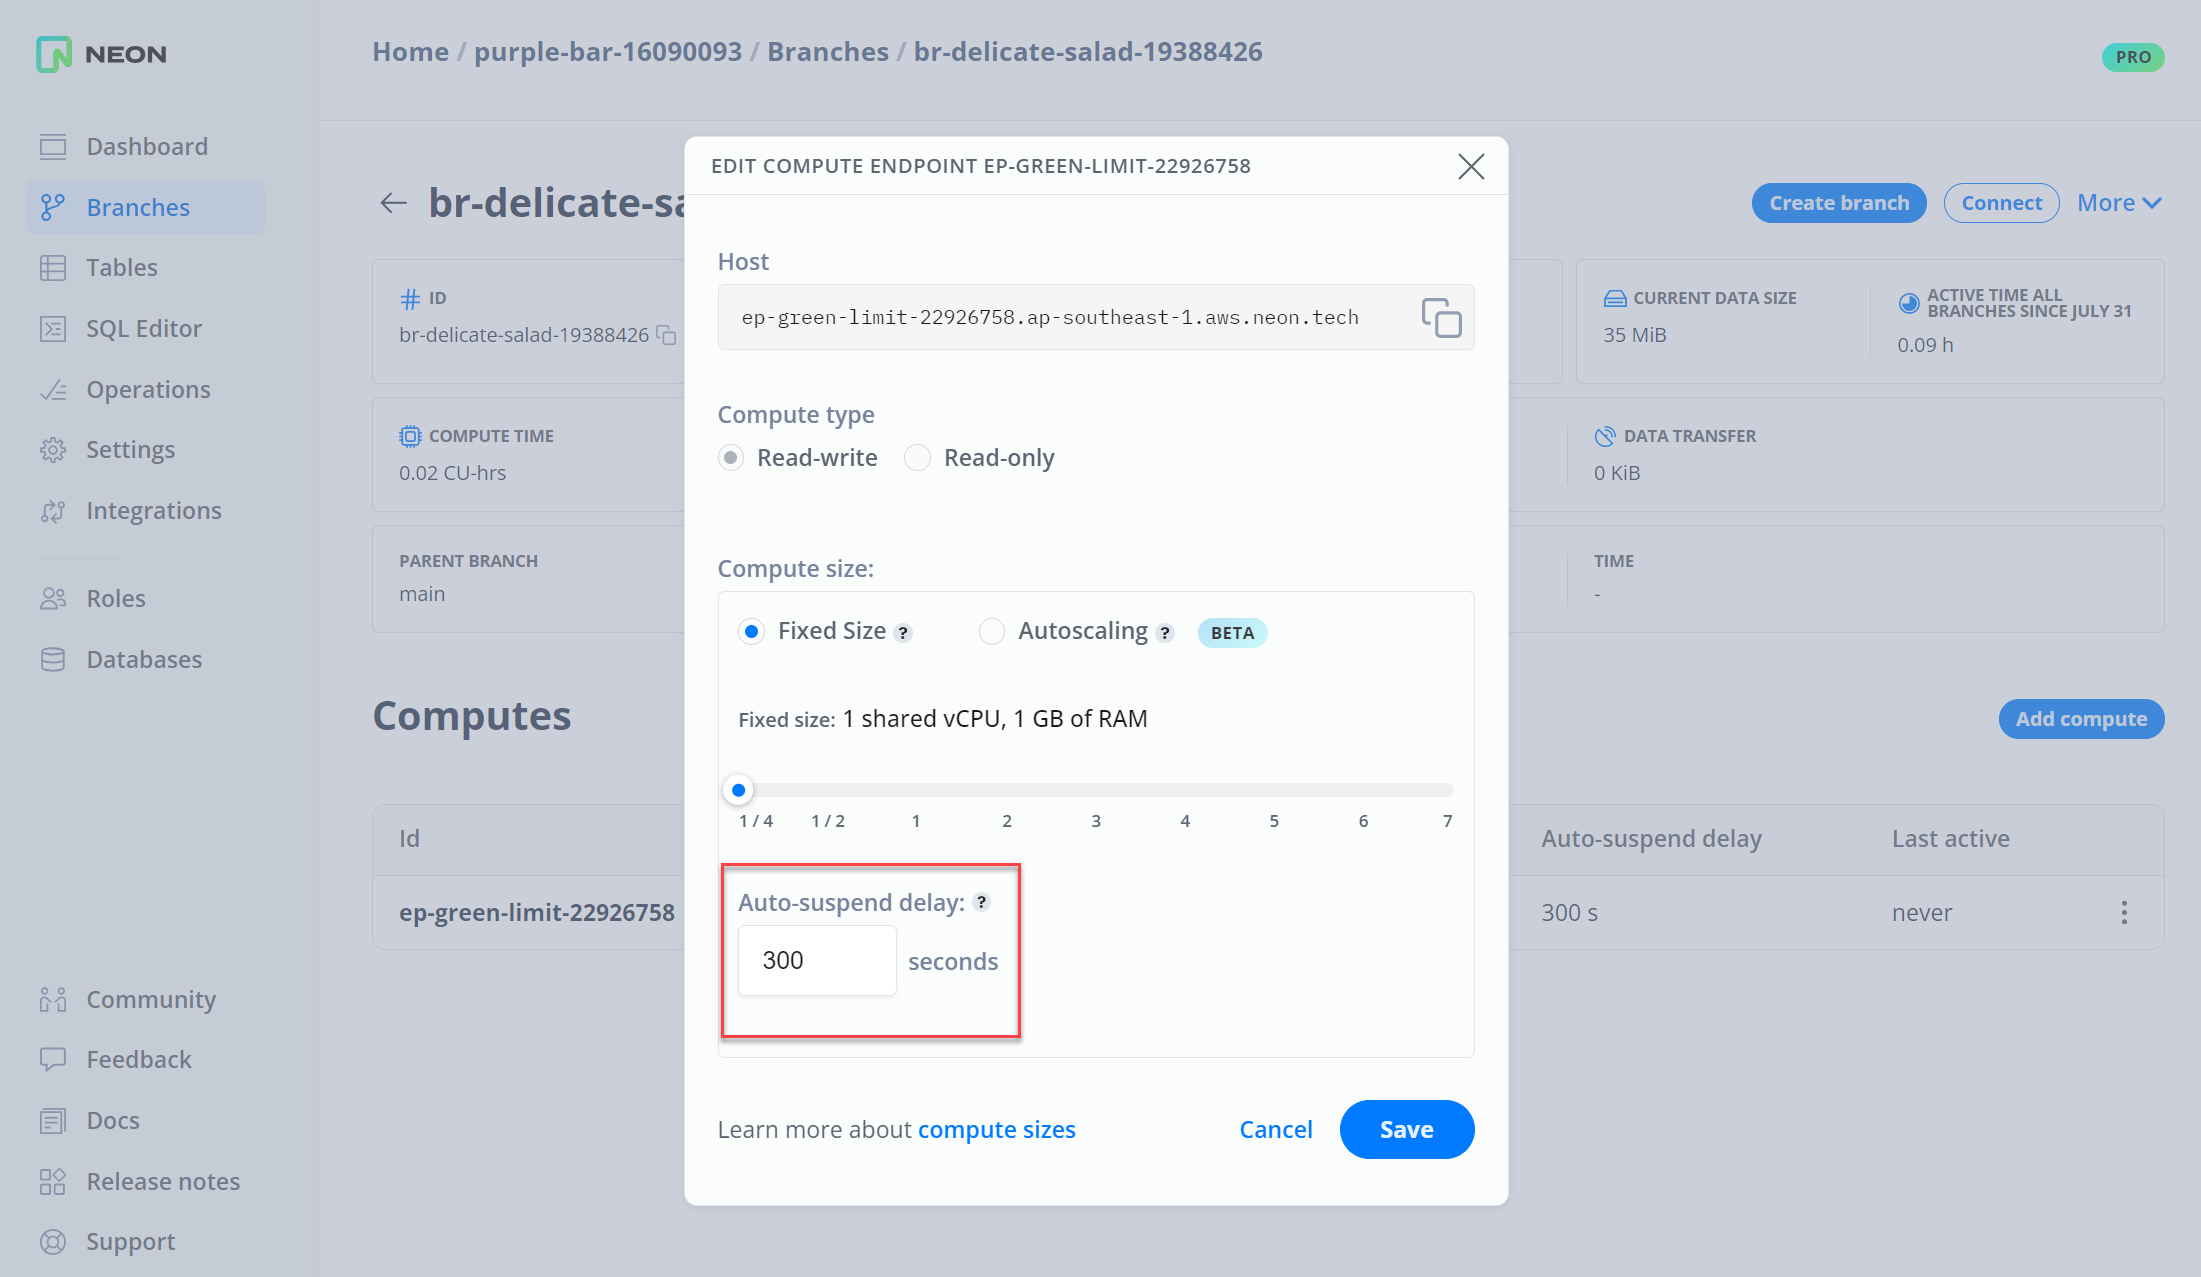 NEON
Home / purple-bar-16090093 / Branches / br-delicate-salad-19388426
PRO
Dashboard
Branches
Tables
SQL Editor
Operations
Settings
Integrations
Roles
Databases
Community
Feedback
Docs
Release notes
Support
br-delicate-sa
Create branch
Connect
More
ID
br-delicate-salad-19388426
CURRENT DATA SIZE
35 MiB
ACTIVE TIME ALL
BRANCHES SINCE JULY 31
0.09 h
COMPUTE TIME
0.02 CU-hrs
DATA TRANSFER
0 KiB
PARENT BRANCH
main
TIME
-
Computes
Add compute
Id
Auto-suspend delay
Last active
ep-green-limit-22926758
300 s
never
EDIT COMPUTE ENDPOINT EP-GREEN-LIMIT-22926758
Host
ep-green-limit-22926758.ap-southeast-1.aws.neon.tech
Compute type
Read-write
Read-only
Compute size:
Fixed Size ?
Autoscaling ?
BETA
Fixed size: 1 shared vCPU, 1 GB of RAM
1 / 4 1 / 2 1 2 3 4 5 6 7
Auto-suspend delay: ?
300 seconds
Learn more about compute sizes
Cancel
Save